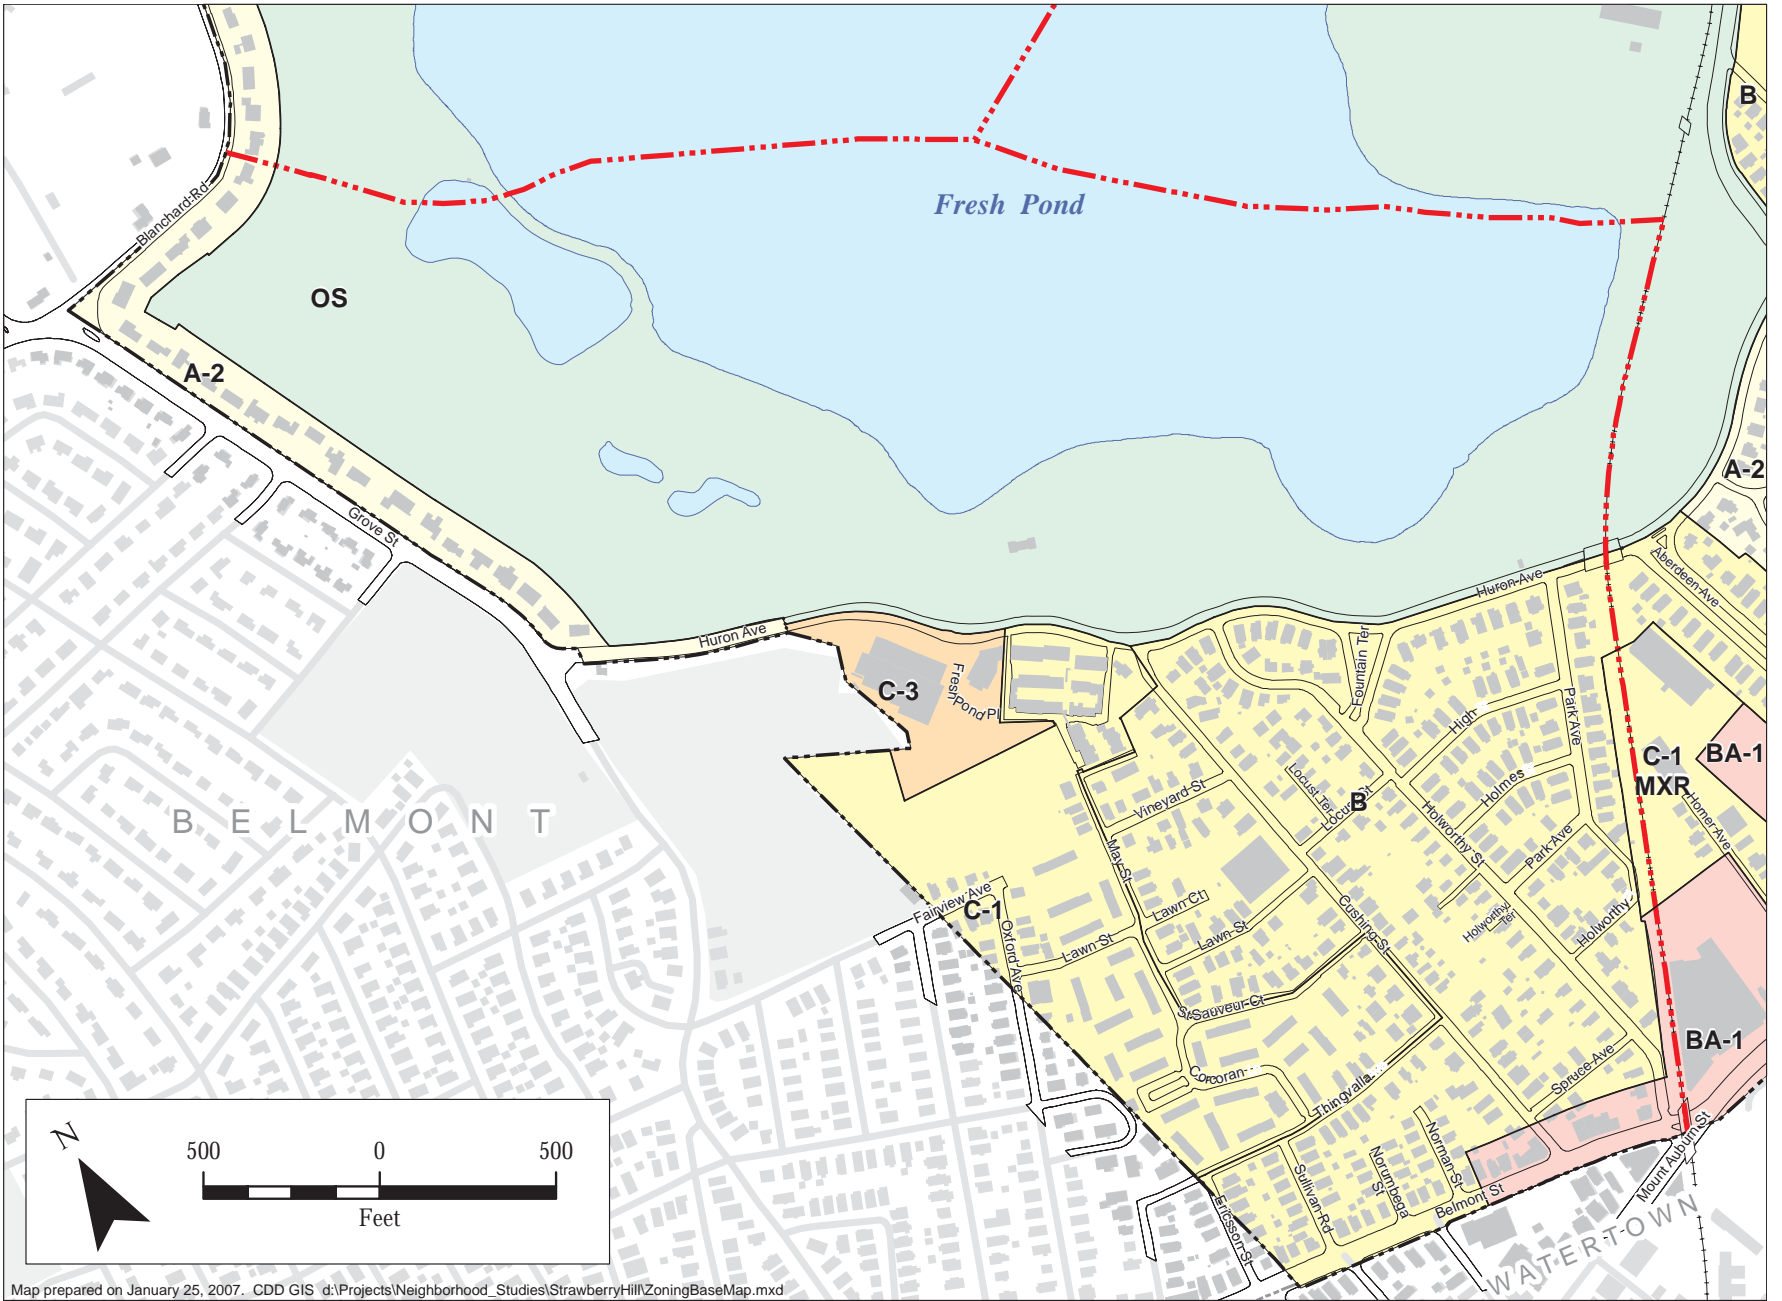 B
Fresh Pond
Blanchard Rd
OS
A-2
A-2
Grove St
Aberdeen Ave
Huron Ave
Huron Ave
Fountain Ter
C-3
Fresh Pond Pl
High
Park Ave
C-1
MXR
BA-1
Vineyard St
Locust Ter
Locust St
B
Holmes
Homer Ave
BELMONT
May St
Holworthy St
Park Ave
Fairview Ave
C-1
Oxford Ave
Lawn Ct
Lawn St
Lawn St
Cushing St
Holworthy
Ter
Holworthy
St Sauveur Ct
BA-1
Corcoran
Thingvalla
Spruce Ave
Norman St
Norumbega
St
Sullivan Rd
Ericsson St
Belmont St
Mount Auburn St
WATERTOWN
N
500 0 500
Feet
Map prepared on January 25, 2007. CDD GIS d:\Projects\Neighborhood_Studies\StrawberryHill\ZoningBaseMap.mxd